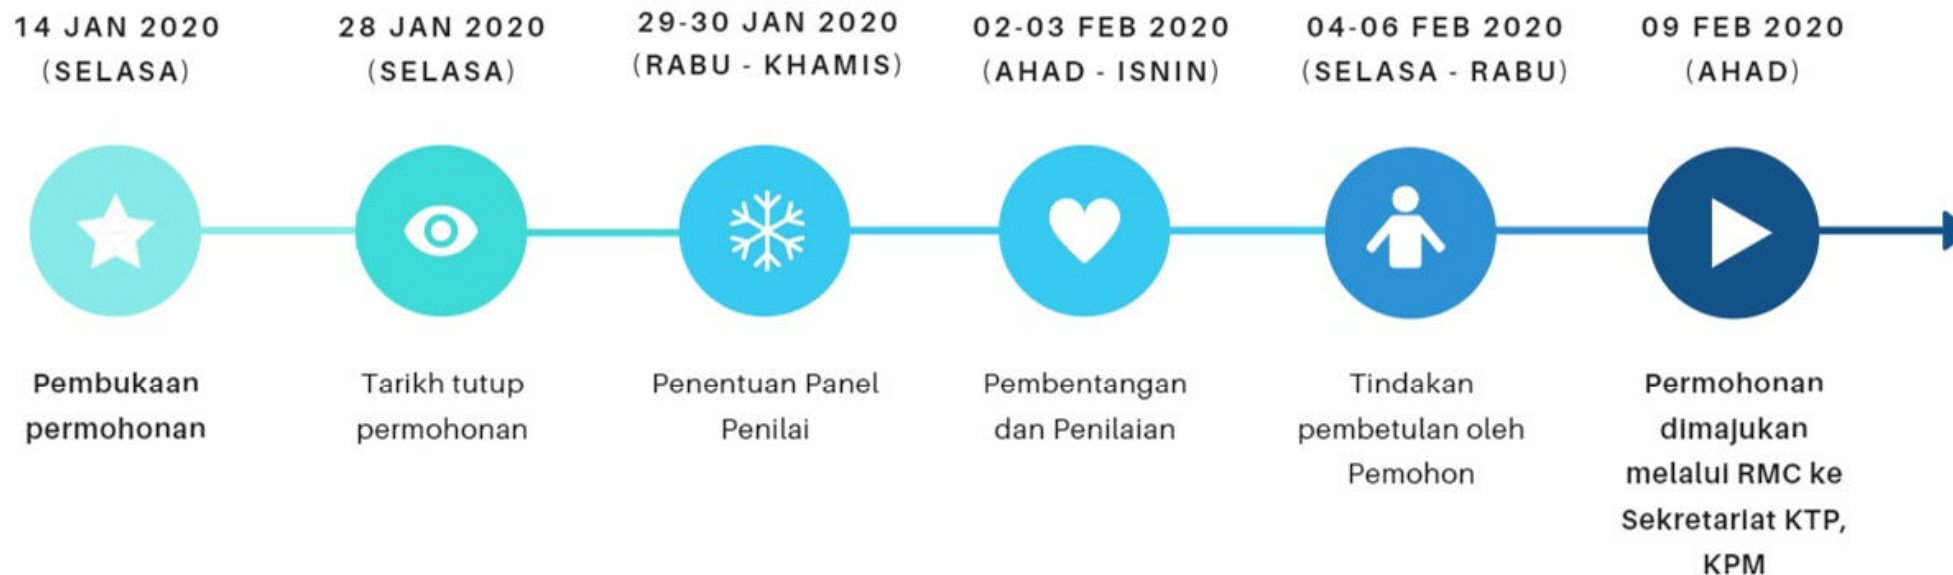 14 JAN 2020
(SELASA)
28 JAN 2020
(SELASA)
29-30 JAN 2020
(RABU - KHAMIS)
02-03 FEB 2020
(AHAD - ISNIN)
04-06 FEB 2020
(SELASA - RABU)
09 FEB 2020
(AHAD)
Pembukaan
permohonan
Tarikh tutup
permohonan
Penentuan Panel
Penilai
Pembentangan
dan Penilaian
Tindakan
pembetulan oleh
Pemohon
Permohonan
dimajukan
melalui RMC ke
Sekretariat KTP,
KPM